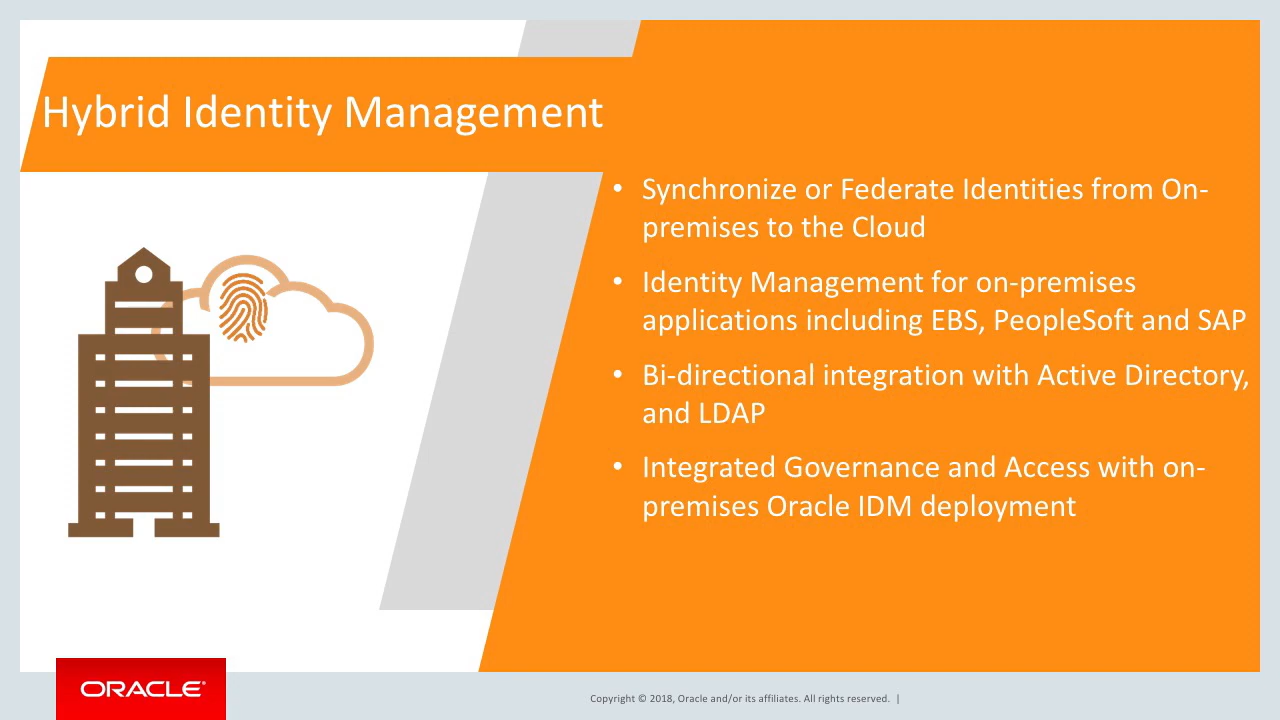 Hybrid Identity Management
• Synchronize or Federate Identities from On-
premises to the Cloud
• Identity Management for on-premises
applications including EBS, PeopleSoft and SAP
• Bi-directional integration with Active Directory,
and LDAP
• Integrated Governance and Access with on-
premises Oracle IDM deployment
ORACLE®
Copyright © 2018, Oracle and/or its affiliates. All rights reserved. |